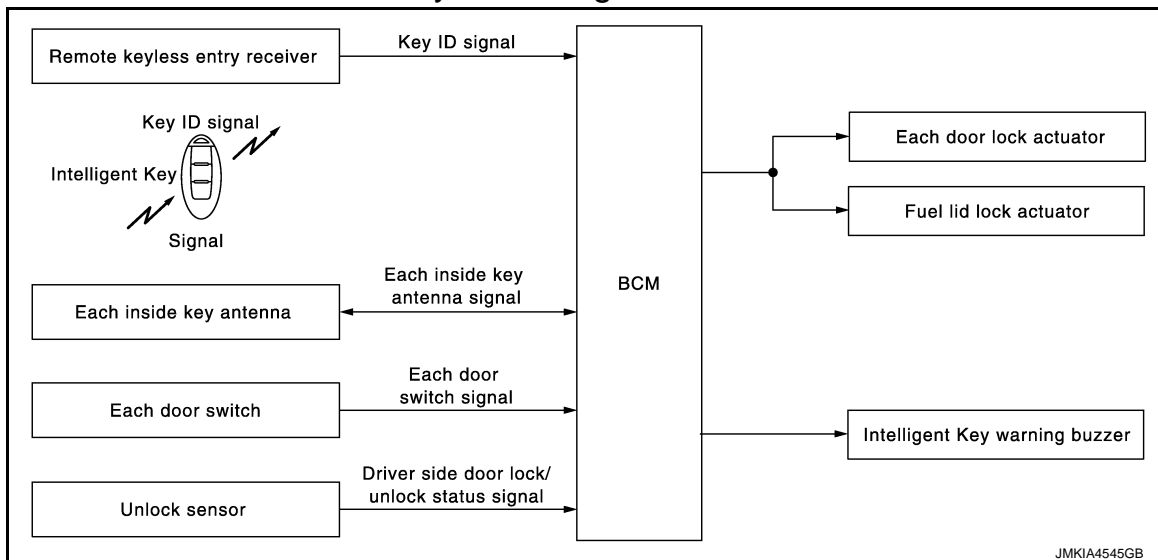 Remote keyless entry receiver
Key ID signal
Key ID signal
Intelligent Key
Signal
Each inside key antenna
Each inside key
antenna signal
Each door switch
Each door
switch signal
Unlock sensor
Driver side door lock/
unlock status signal
BCM
Each door lock actuator
Fuel lid lock actuator
Intelligent Key warning buzzer
JMKIA4545GB